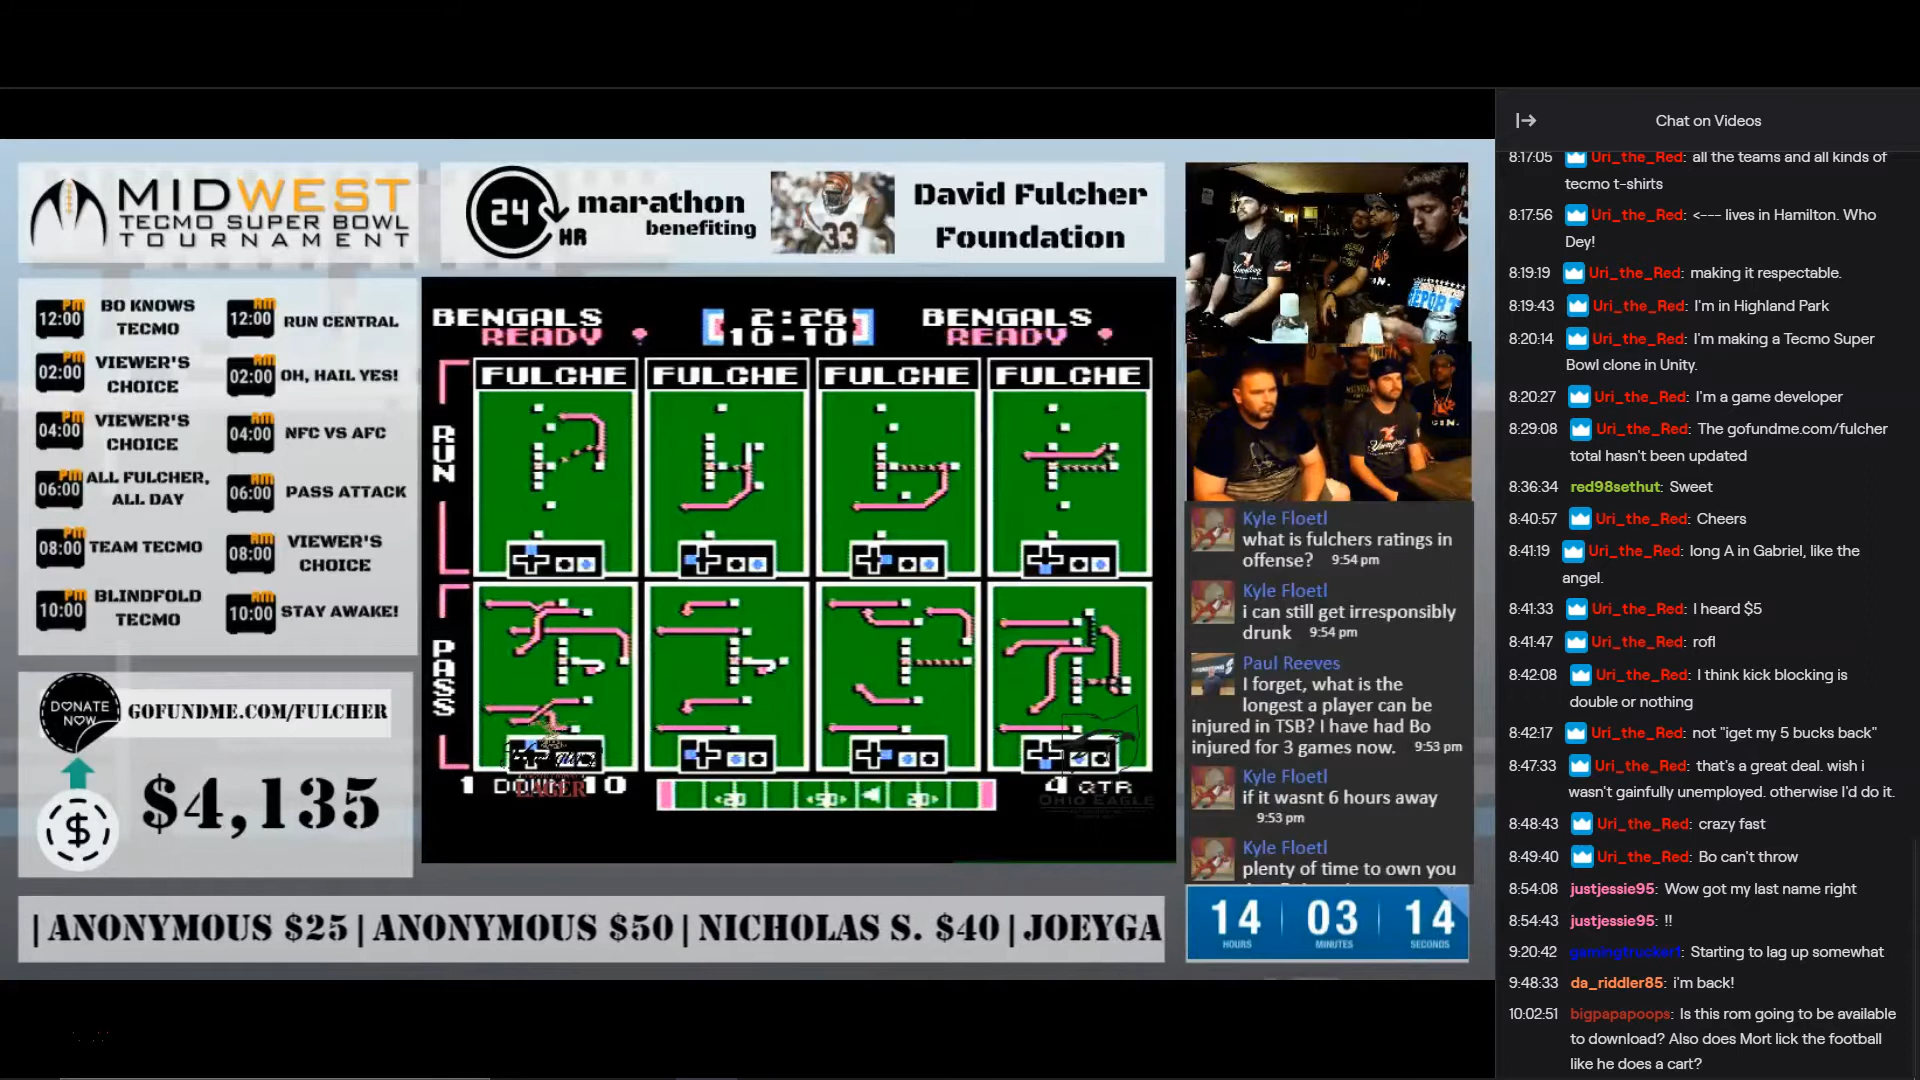 Chat on Videos
MIDWEST
TECMO SUPER BOWL
TOURNAMENT
24
HR
marathon
benefiting
33
David Fulcher
Foundation
PM
12:00
BO KNOWS
TECMO
AM
12:00
RUN CENTRAL
PM
02:00
VIEWER'S
CHOICE
AM
02:00
OH, HAIL YES!
PM
04:00
VIEWER'S
CHOICE
AM
04:00
NFC VS AFC
PM
06:00
ALL FULCHER,
ALL DAY
AM
06:00
PASS ATTACK
PM
08:00
TEAM TECMO
AM
08:00
VIEWER'S
CHOICE
PM
10:00
BLINDFOLD
TECMO
AM
10:00
STAY AWAKE!
DONATE
NOW
GOFUNDME.COM/FULCHER
$4,135
BENGALS
READY
2:26
10-10
BENGALS
READY
FULCHE FULCHE FULCHE FULCHE
RUN
PASS
1 DOWN 10
LAGER
<20 <50> 20>
4 QTR
OHIO EAGLE
Kyle Floetl
what is fulchers ratings in
offense? 9:54 pm
Kyle Floetl
i can still get irresponsibly
drunk 9:54 pm
Paul Reeves
I forget, what is the
longest a player can be
injured in TSB? I have had Bo
injured for 3 games now. 9:53 pm
Kyle Floetl
if it wasnt 6 hours away
9:53 pm
Kyle Floetl
plenty of time to own you
14 03 14
HOURS MINUTES SECONDS
| ANONYMOUS $25 | ANONYMOUS $50 | NICHOLAS S. $40 | JOEYGA
8:17:05 Uri_the_Red: all the teams and all kinds of
tecmo t-shirts
8:17:56 Uri_the_Red: <--- lives in Hamilton. Who
Dey!
8:19:19 Uri_the_Red: making it respectable.
8:19:43 Uri_the_Red: I'm in Highland Park
8:20:14 Uri_the_Red: I'm making a Tecmo Super
Bowl clone in Unity.
8:20:27 Uri_the_Red: I'm a game developer
8:29:08 Uri_the_Red: The gofundme.com/fulcher
total hasn't been updated
8:36:34 red98sethut: Sweet
8:40:57 Uri_the_Red: Cheers
8:41:19 Uri_the_Red: long A in Gabriel, like the
angel.
8:41:33 Uri_the_Red: I heard $5
8:41:47 Uri_the_Red: rofl
8:42:08 Uri_the_Red: I think kick blocking is
double or nothing
8:42:17 Uri_the_Red: not "iget my 5 bucks back"
8:47:33 Uri_the_Red: that's a great deal. wish i
wasn't gainfully unemployed. otherwise I'd do it.
8:48:43 Uri_the_Red: crazy fast
8:49:40 Uri_the_Red: Bo can't throw
8:54:08 justjessie95: Wow got my last name right
8:54:43 justjessie95: !!
9:20:42 gamingtrucker1: Starting to lag up somewhat
9:48:33 da_riddler85: i'm back!
10:02:51 bigpapapoops: Is this rom going to be available
to download? Also does Mort lick the football
like he does a cart?